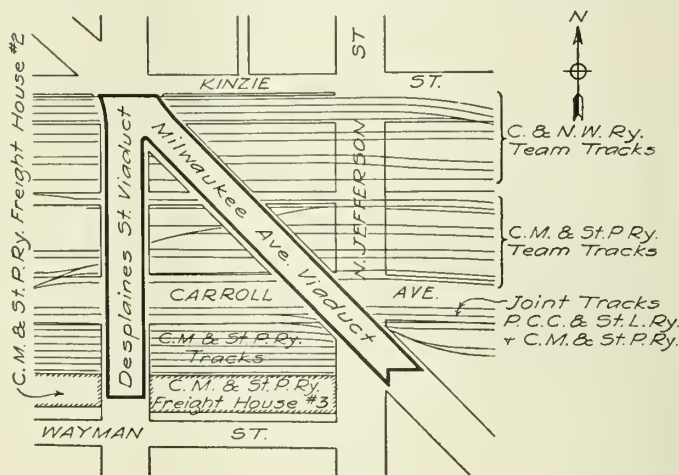 ST
N
KINZIE ST.
C.M. & St. P. Ry. Freight House #2
Desplaines St. Viaduct
Milwaukee Ave. Viaduct
N. JEFFERSON
C. & N. W. Ry.
Team Tracks
C. M. & St. P. Ry.
Team Tracks
CARROLL AVE.
Joint Tracks
P. C. C. & St. L. Ry.
& C. M. & St. P. Ry.
C. M. & St. P. Ry.
Tracks
C. M. & St. P. Ry.
Freight House #3
WAYMAN ST.